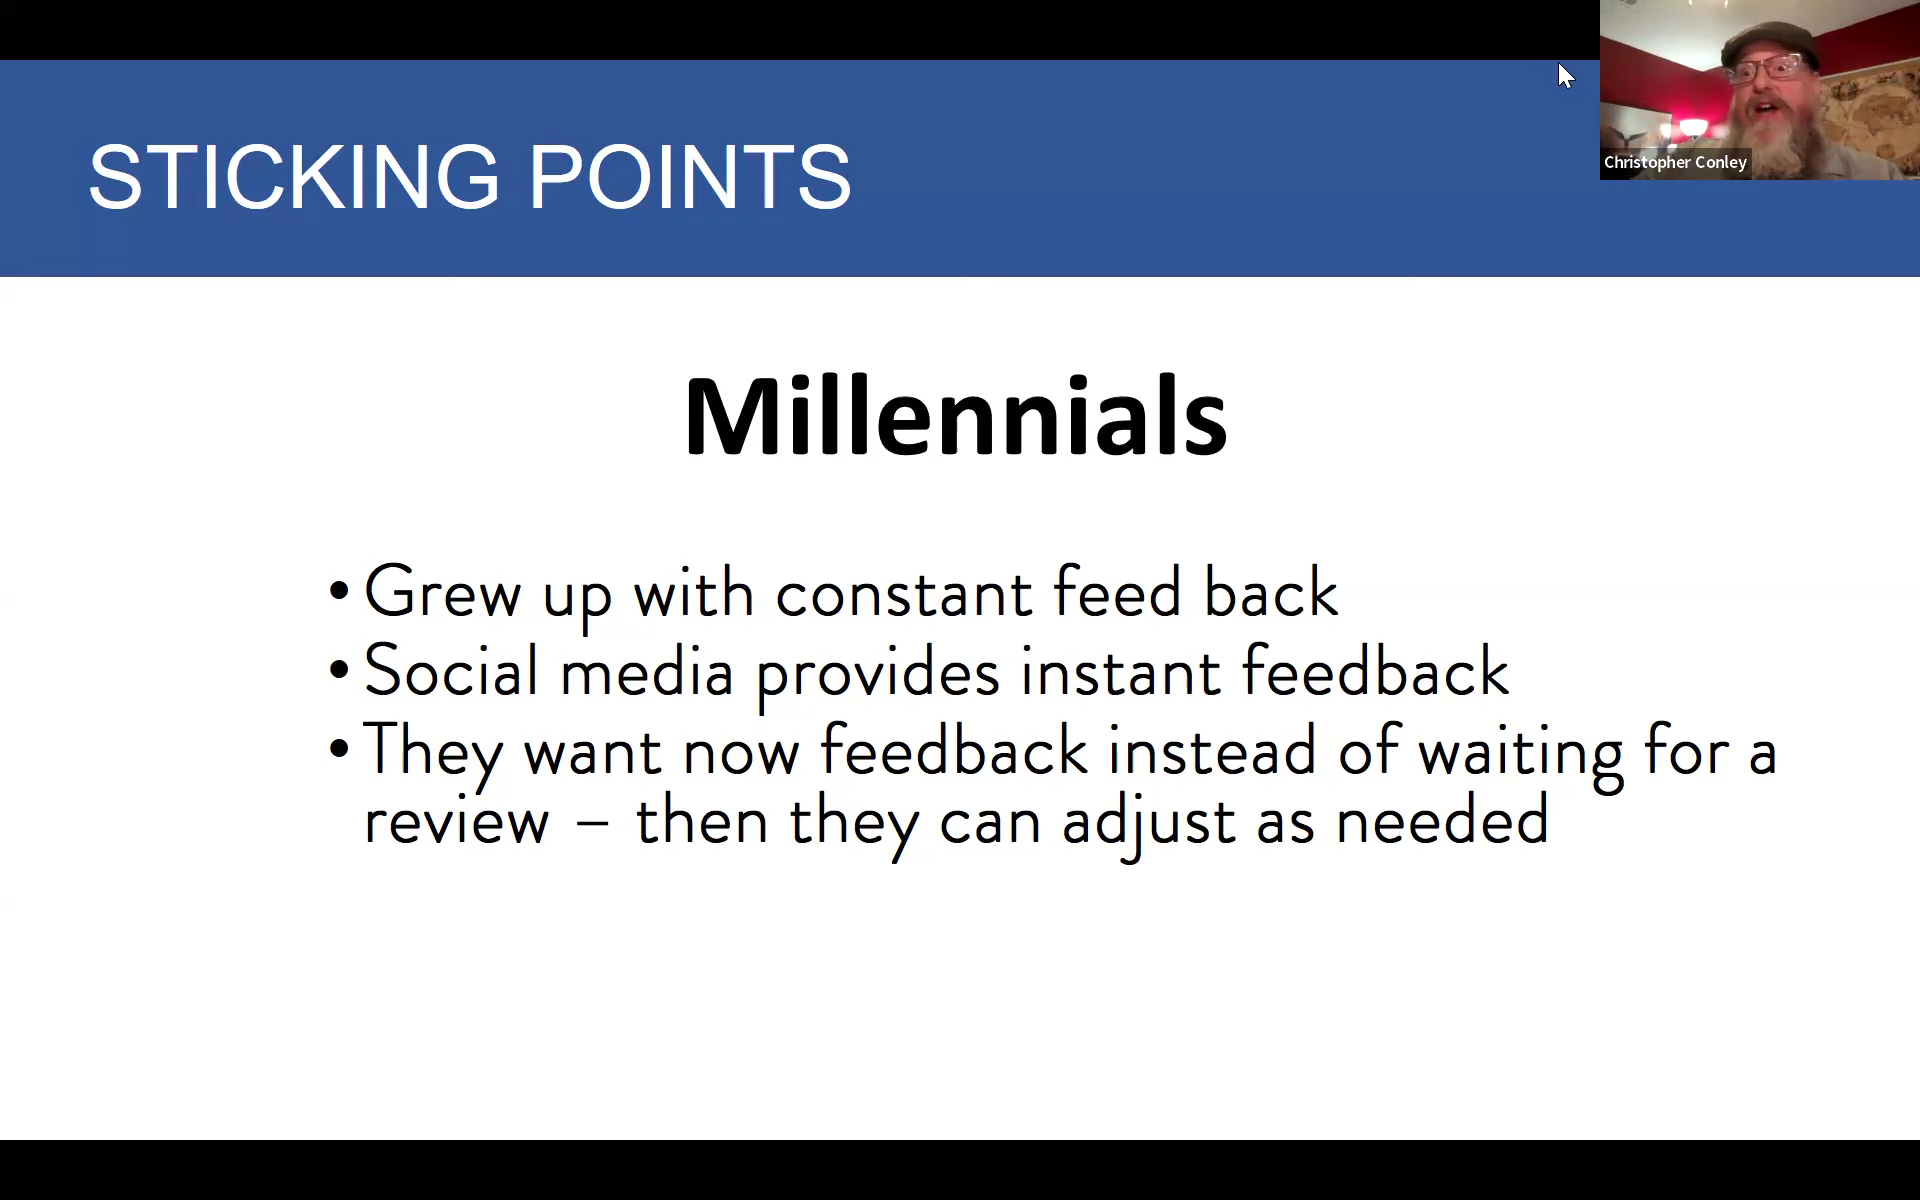 STICKING POINTS
Christopher Conley
Millennials
• Grew up with constant feed back
• Social media provides instant feedback
• They want now feedback instead of waiting for a
review – then they can adjust as needed